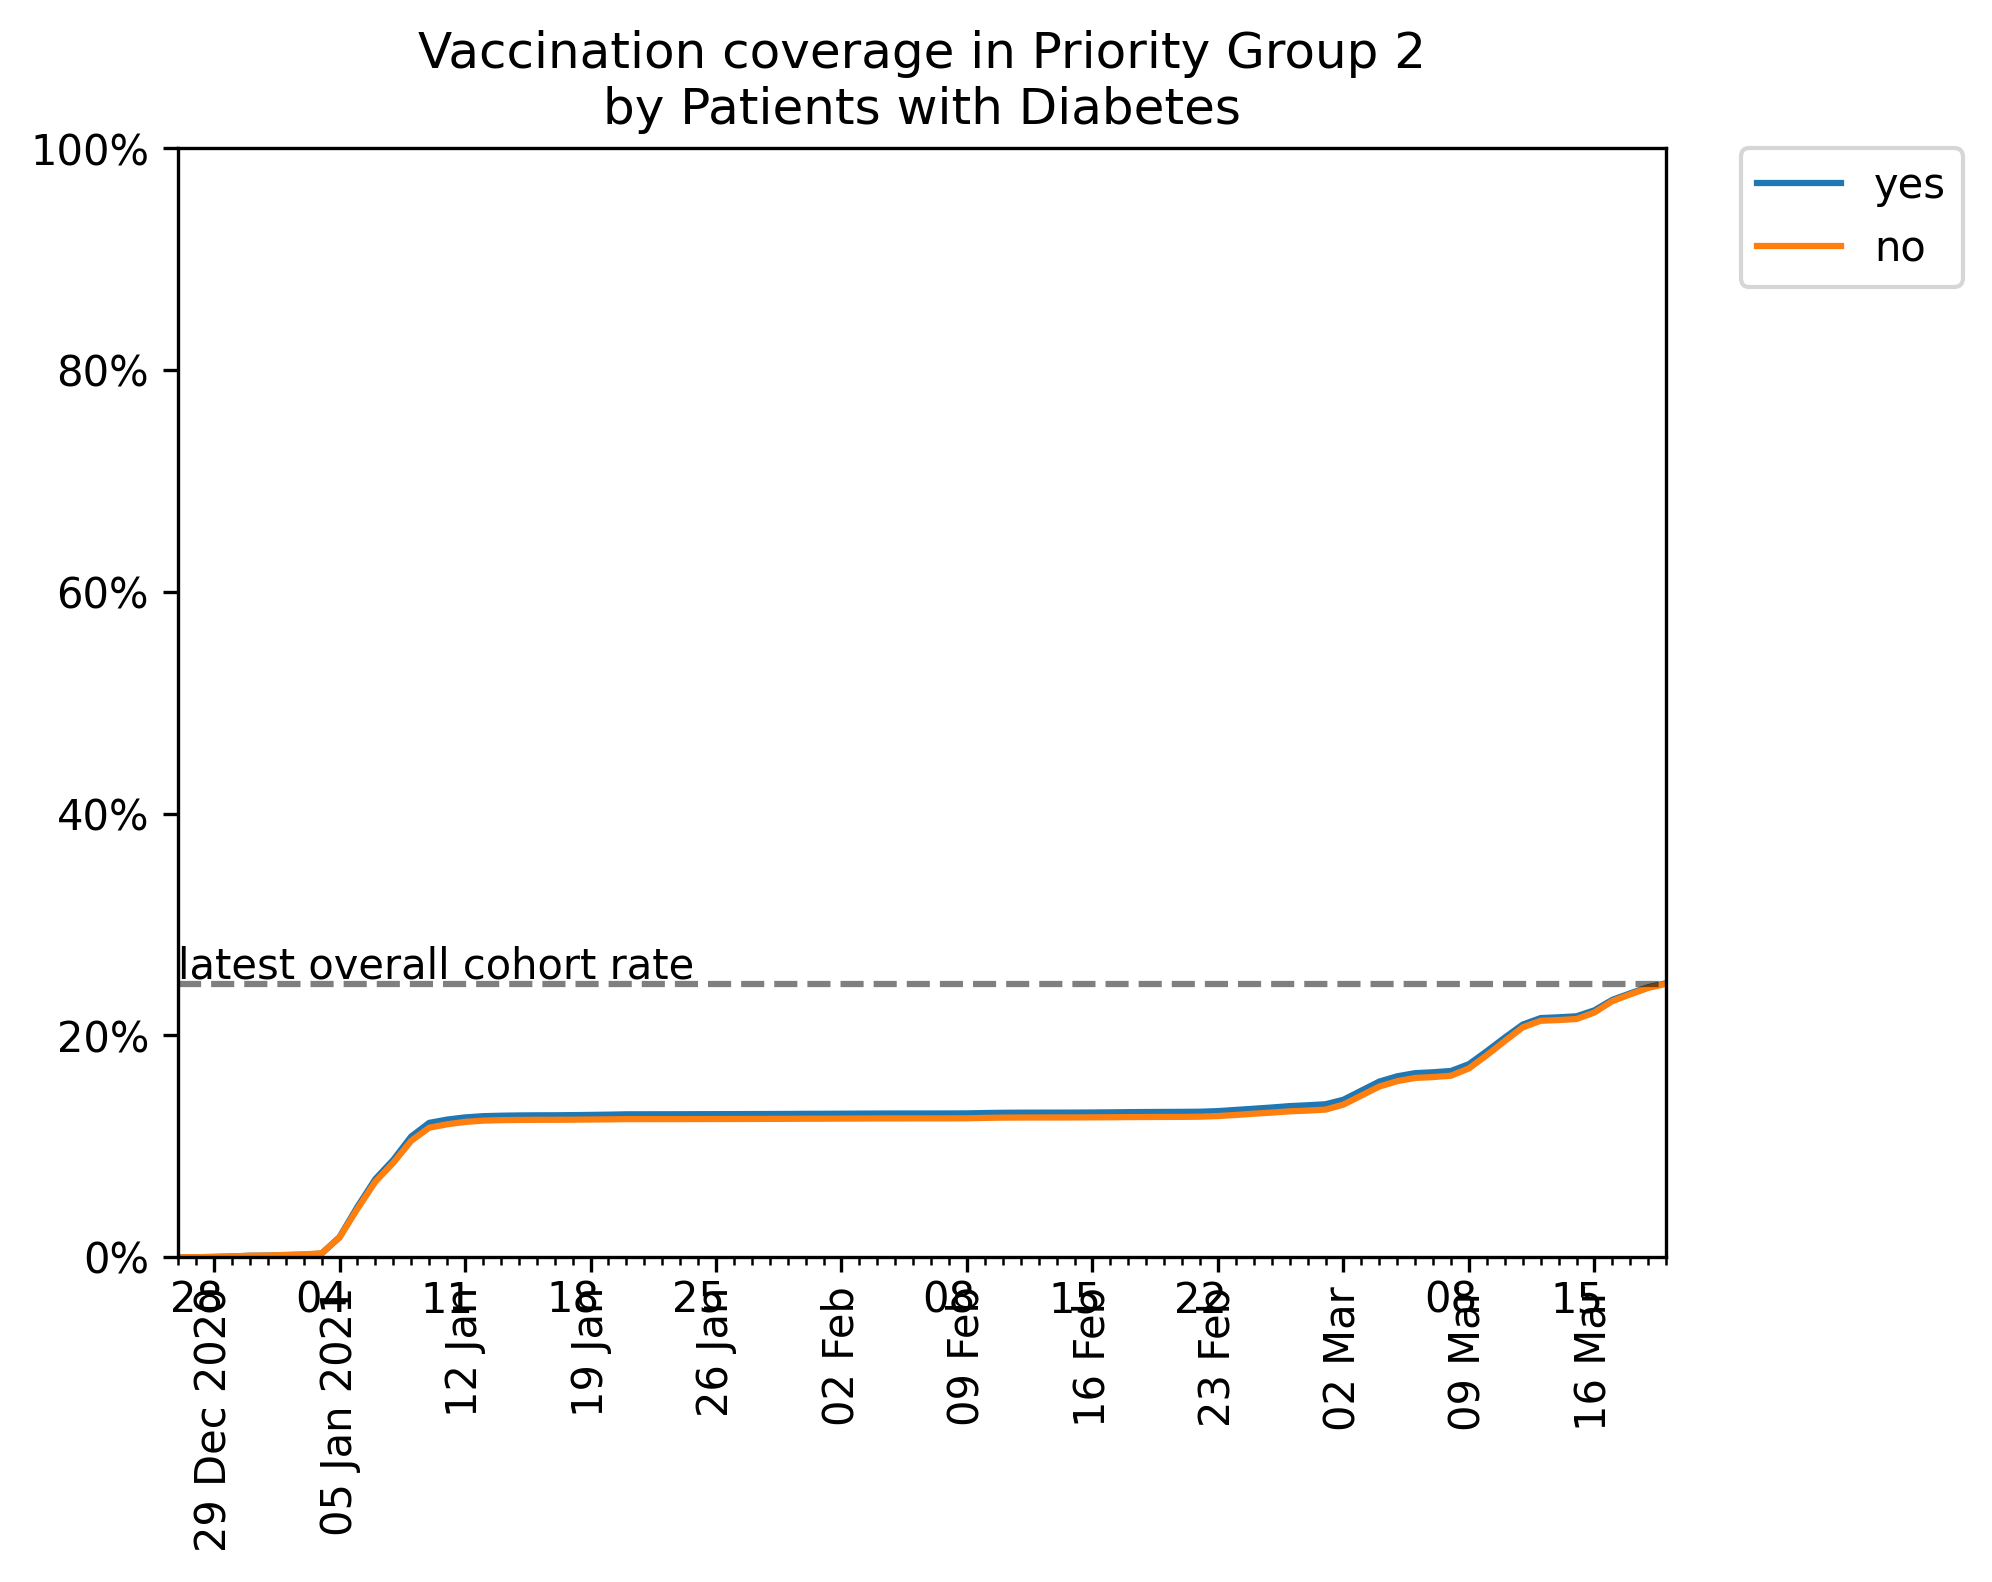 Vaccination coverage in Priority Group 2
by Patients with Diabetes
100%
80%
60%
40%
20%
0%
latest overall cohort rate
yes
no
28
04
11
18
25
08
15
22
08
15
29 Dec 2020
05 Jan 2021
12 Jan
19 Jan
26 Jan
02 Feb
09 Feb
16 Feb
23 Feb
02 Mar
09 Mar
16 Mar